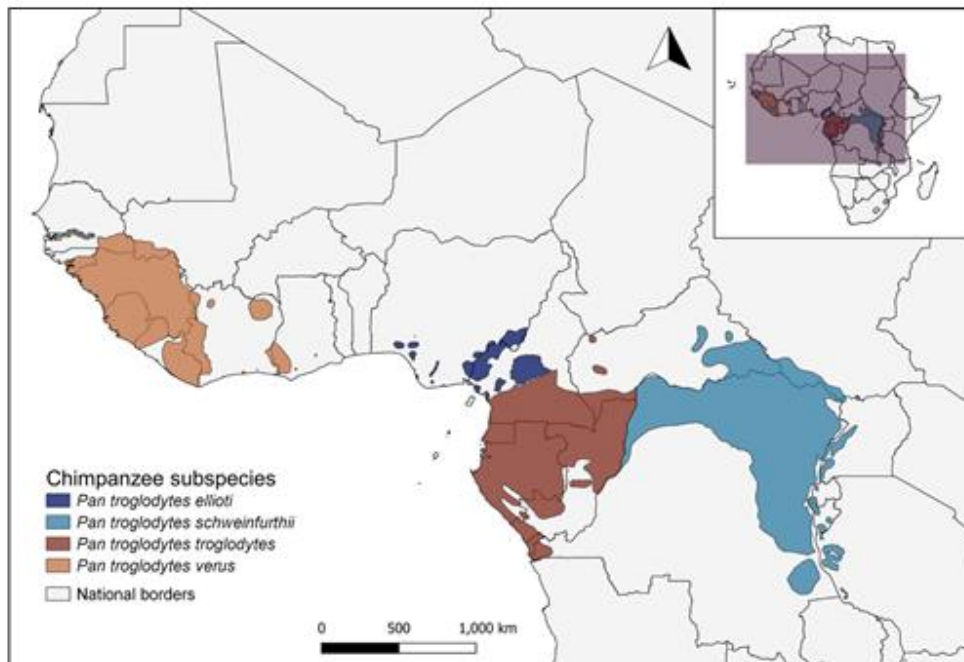 Chimpanzee subspecies
Pan troglodytes ellioti
Pan troglodytes schweinfurthii
Pan troglodytes troglodytes
Pan troglodytes verus
National borders
0 500 1,000 km